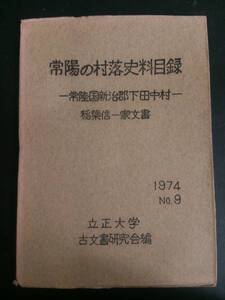 常陽の村落史料目録
―常陸国新治郡下田中村―
稲葉信一家文書
1974
No.9
立正大学
古文書研究会編